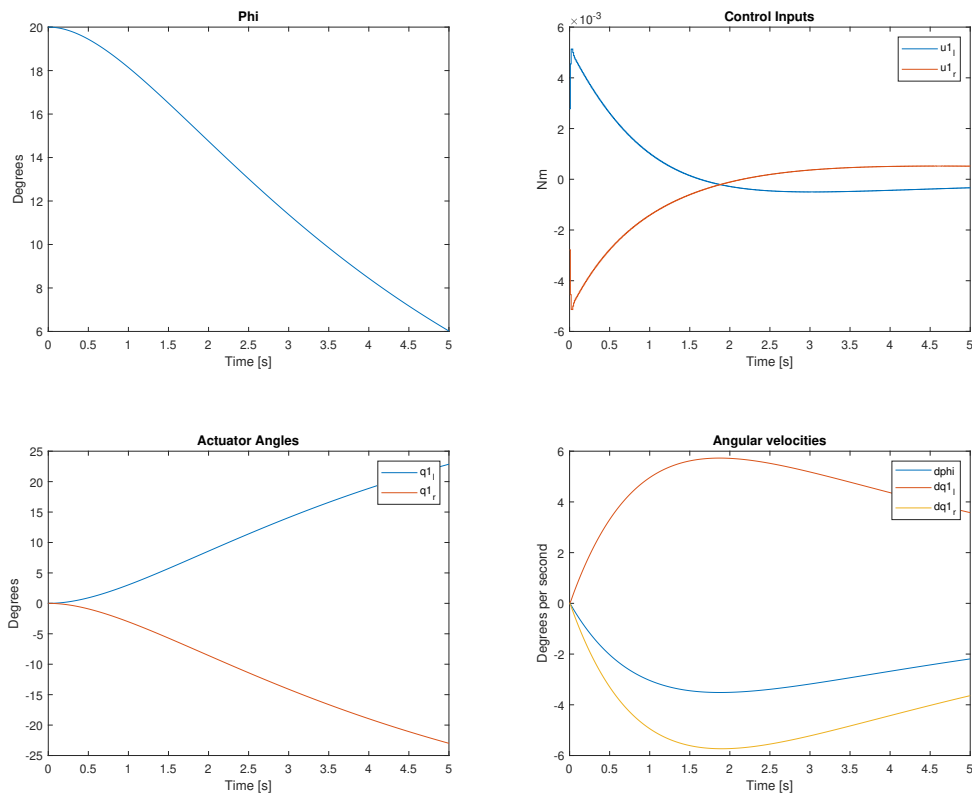 Phi
20
18
16
14
12
10
8
6
Degrees
0 0.5 1 1.5 2 2.5 3 3.5 4 4.5 5
Time [s]
Control Inputs
×10-3
6
4
2
0
-2
-4
-6
Nm
u1l
u1r
0 0.5 1 1.5 2 2.5 3 3.5 4 4.5 5
Time [s]
Actuator Angles
25
20
15
10
5
0
-5
-10
-15
-20
-25
Degrees
q1l
q1r
0 0.5 1 1.5 2 2.5 3 3.5 4 4.5 5
Time [s]
Angular velocities
6
4
2
0
-2
-4
-6
Degrees per second
dphi
dq1l
dq1r
0 0.5 1 1.5 2 2.5 3 3.5 4 4.5 5
Time [s]